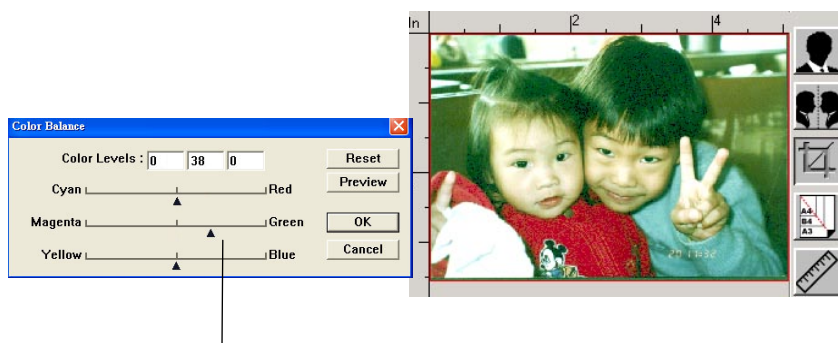 Color Balance
Color Levels : 0 38 0
Reset
Cyan Red
Preview
Magenta Green
OK
Yellow Blue
Cancel
In
2 4
A4
B4
A3